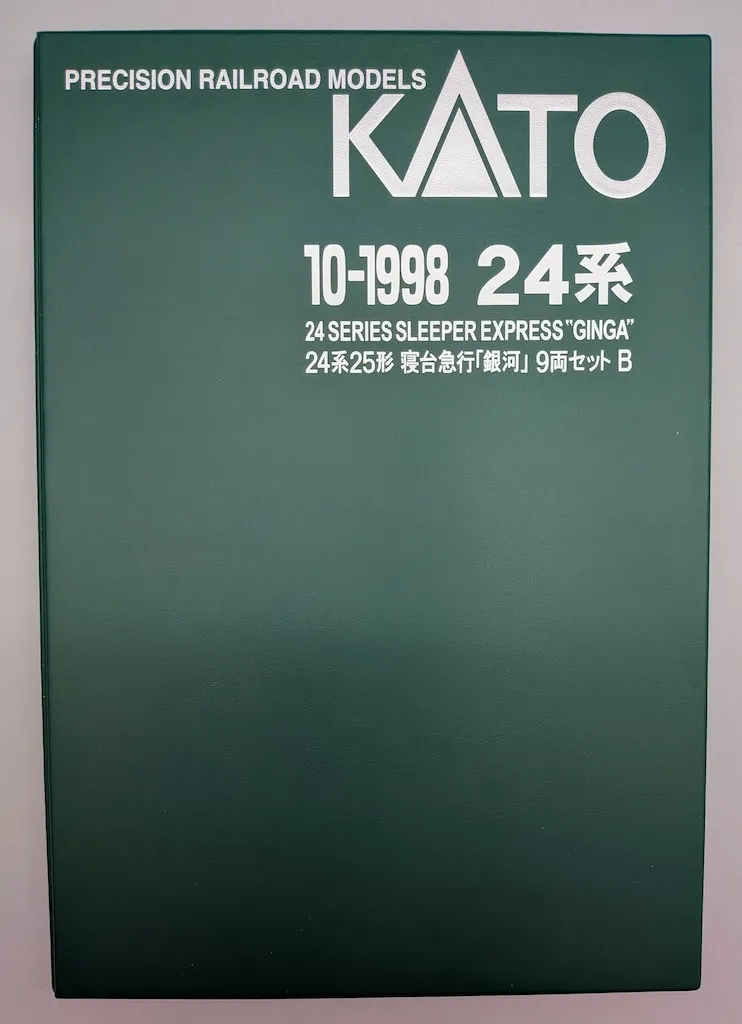 PRECISION RAILROAD MODELS
KATO
10-1998 24系
24 SERIES SLEEPER EXPRESS "GINGA"
24系25形 寝台急行「銀河」 9両セット B